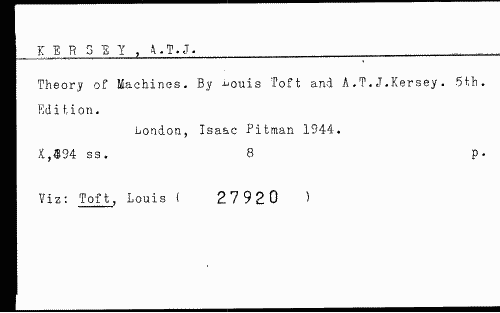 K E R S E Y , A.T.J.
Theory of Machines. By Louis Toft and A.T.J.Kersey. 5th.
Edition.
London, Isaac Pitman 1944.
X,394 ss. 8 p.
Viz: Toft, Louis ( 27920 )